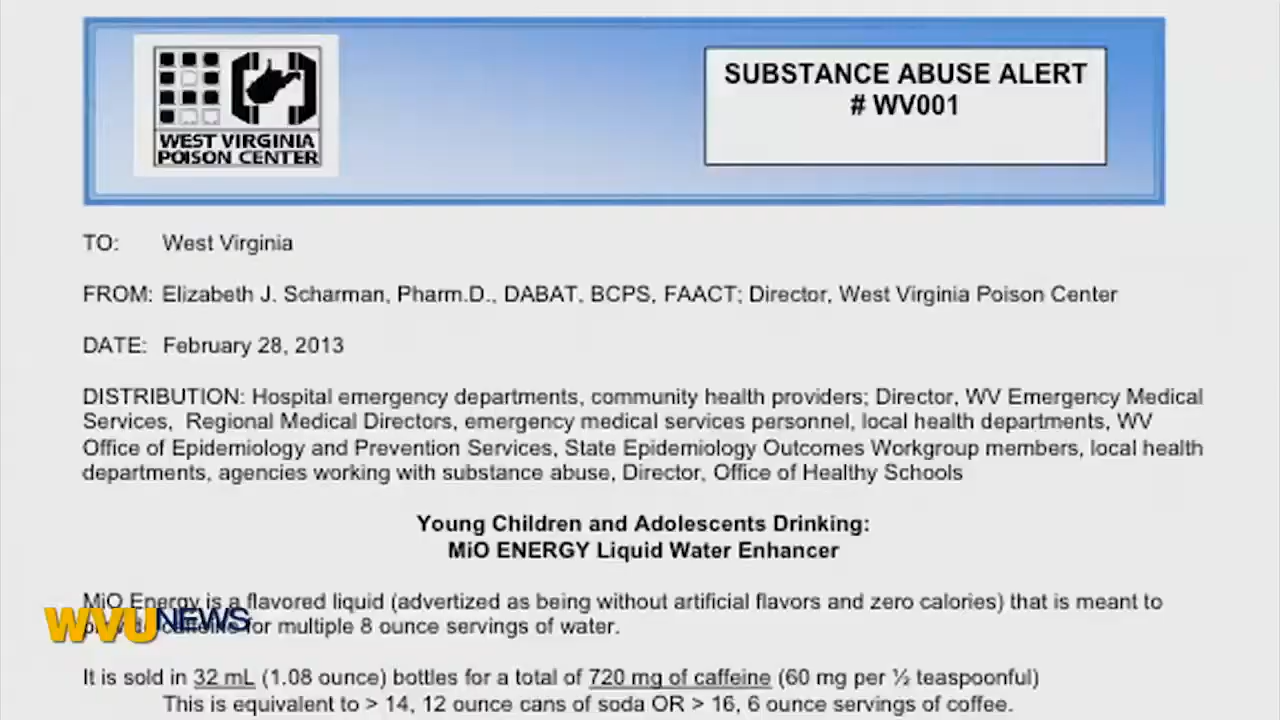 WEST VIRGINIA
POISON CENTER
SUBSTANCE ABUSE ALERT
# WV001
TO: West Virginia
FROM: Elizabeth J. Scharman, Pharm.D., DABAT, BCPS, FAACT; Director, West Virginia Poison Center
DATE: February 28, 2013
DISTRIBUTION: Hospital emergency departments, community health providers; Director, WV Emergency Medical
Services, Regional Medical Directors, emergency medical services personnel, local health departments, WV
Office of Epidemiology and Prevention Services, State Epidemiology Outcomes Workgroup members, local health
departments, agencies working with substance abuse, Director, Office of Healthy Schools
Young Children and Adolescents Drinking:
MiO ENERGY Liquid Water Enhancer
MiO Energy is a flavored liquid (advertized as being without artificial flavors and zero calories) that is meant to
caffeine for multiple 8 ounce servings of water.
WVU NEWS
It is sold in 32 mL (1.08 ounce) bottles for a total of 720 mg of caffeine (60 mg per ½ teaspoonful)
This is equivalent to > 14, 12 ounce cans of soda OR > 16, 6 ounce servings of coffee.